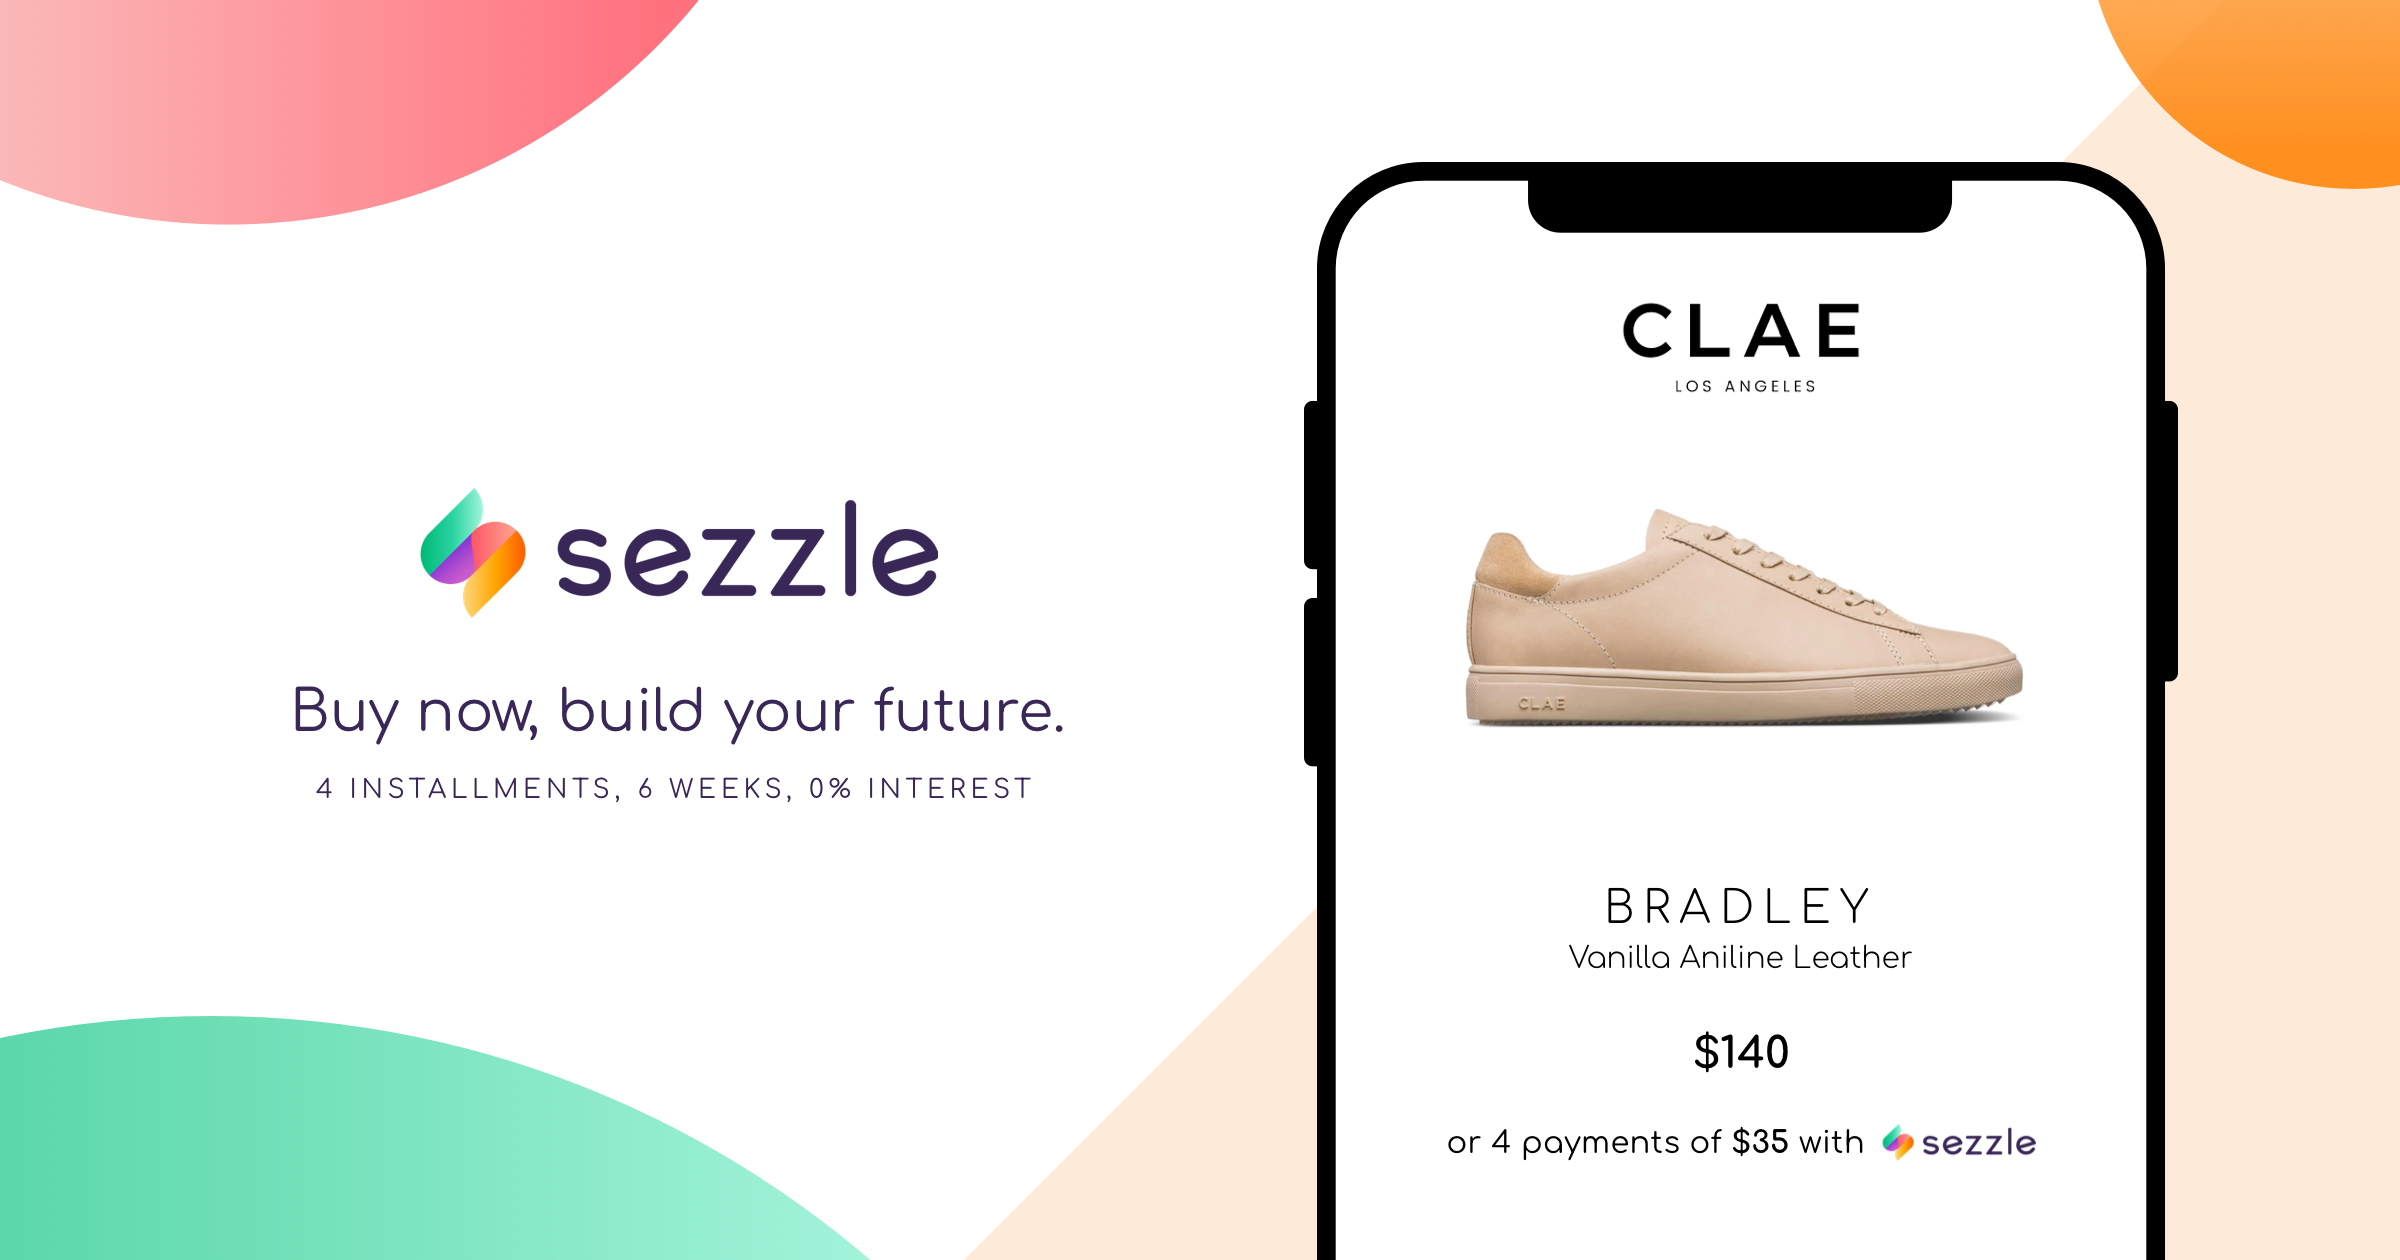 sezzle
Buy now, build your future.
4 INSTALLMENTS, 6 WEEKS, 0% INTEREST
CLAE
LOS ANGELES
CLAE
BRADLEY
Vanilla Aniline Leather
$140
or 4 payments of $35 with sezzle